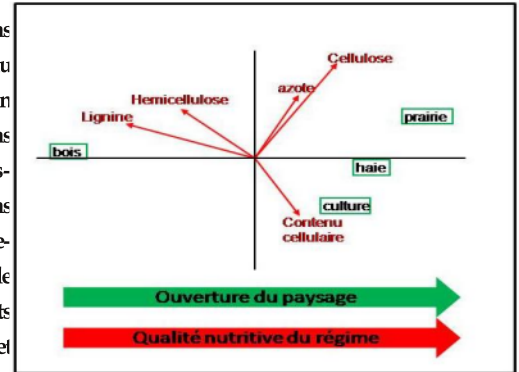 Cellulose
azote
Hemicellulose
Lignine
prairie
bois
haie
culture
Contenu
cellulaire
Ouverture du paysage
Qualité nutritive du régime